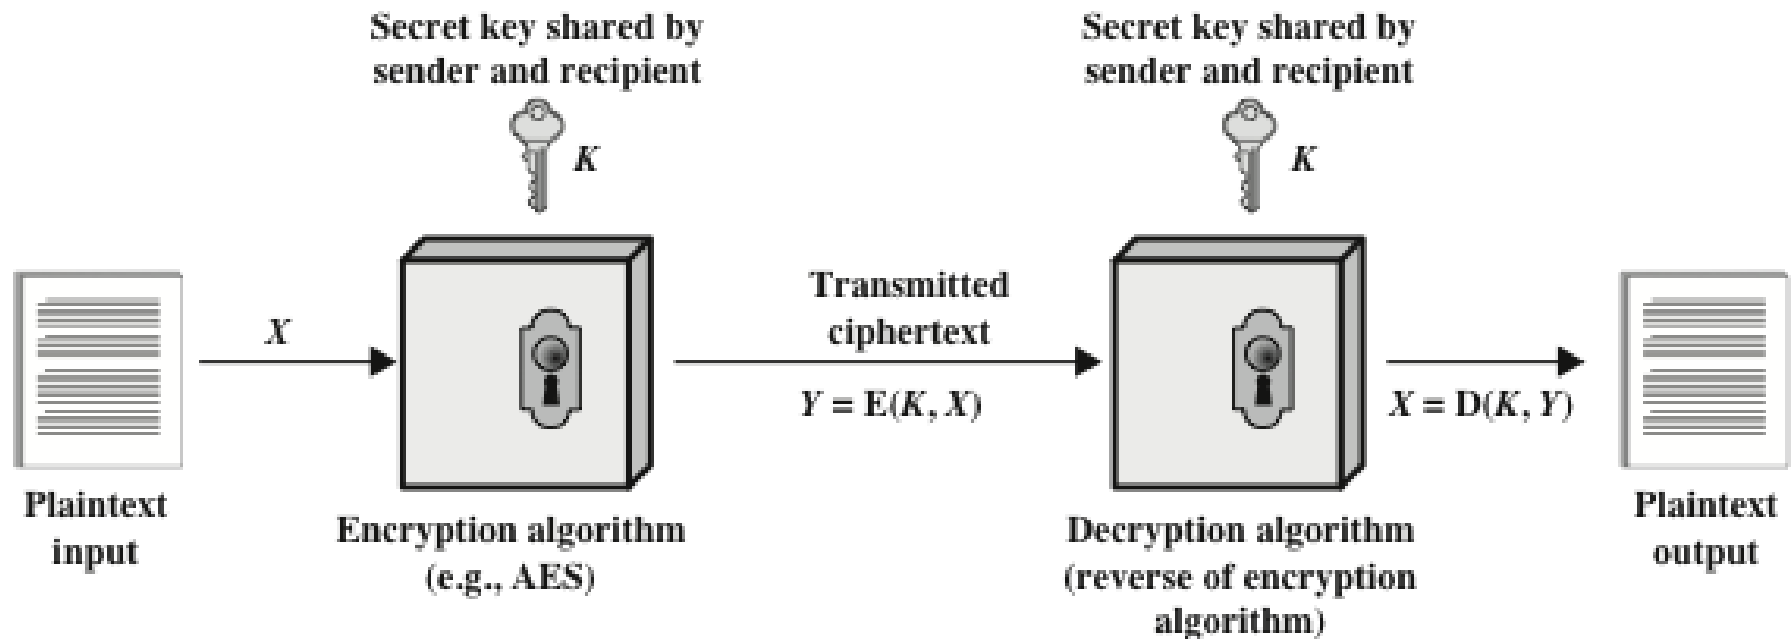 Secret key shared by
sender and recipient
K
Secret key shared by
sender and recipient
K
X
Transmitted
ciphertext
Y = E(K, X)
X = D(K, Y)
Plaintext
input
Encryption algorithm
(e.g., AES)
Decryption algorithm
(reverse of encryption
algorithm)
Plaintext
output